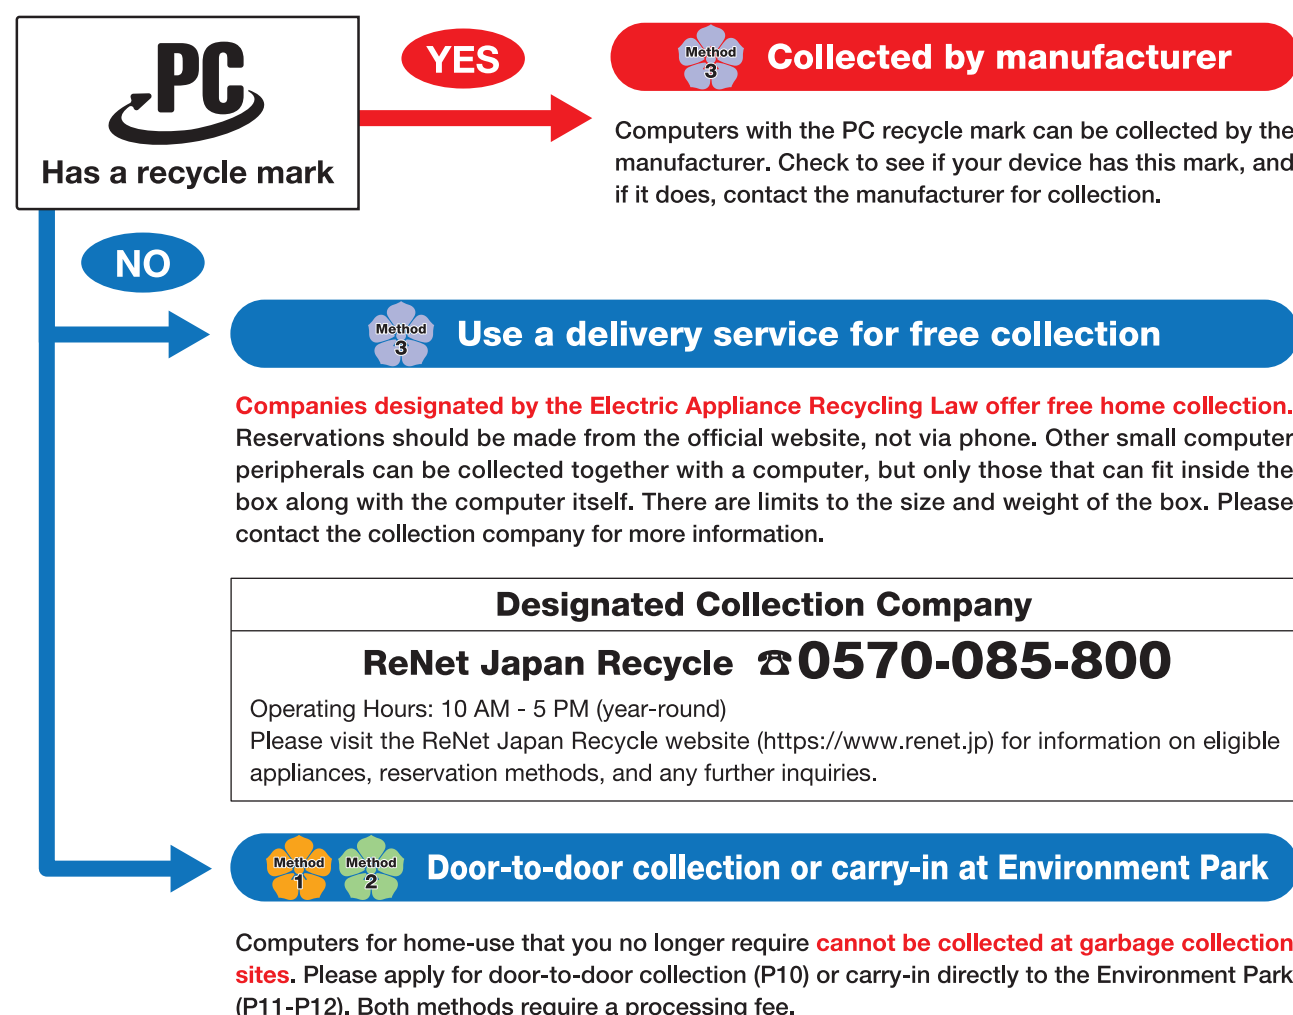 PC
Has a recycle mark
YES
Method
3
Collected by manufacturer
Computers with the PC recycle mark can be collected by the
manufacturer. Check to see if your device has this mark, and
if it does, contact the manufacturer for collection.
NO
Method
3
Use a delivery service for free collection
Companies designated by the Electric Appliance Recycling Law offer free home collection.
Reservations should be made from the official website, not via phone. Other small computer
peripherals can be collected together with a computer, but only those that can fit inside the
box along with the computer itself. There are limits to the size and weight of the box. Please
contact the collection company for more information.
Designated Collection Company
ReNet Japan Recycle ☎0570-085-800
Operating Hours: 10 AM - 5 PM (year-round)
Please visit the ReNet Japan Recycle website (https://www.renet.jp) for information on eligible
appliances, reservation methods, and any further inquiries.
Method
1
Method
2
Door-to-door collection or carry-in at Environment Park
Computers for home-use that you no longer require cannot be collected at garbage collection
sites. Please apply for door-to-door collection (P10) or carry-in directly to the Environment Park
(P11-P12). Both methods require a processing fee.